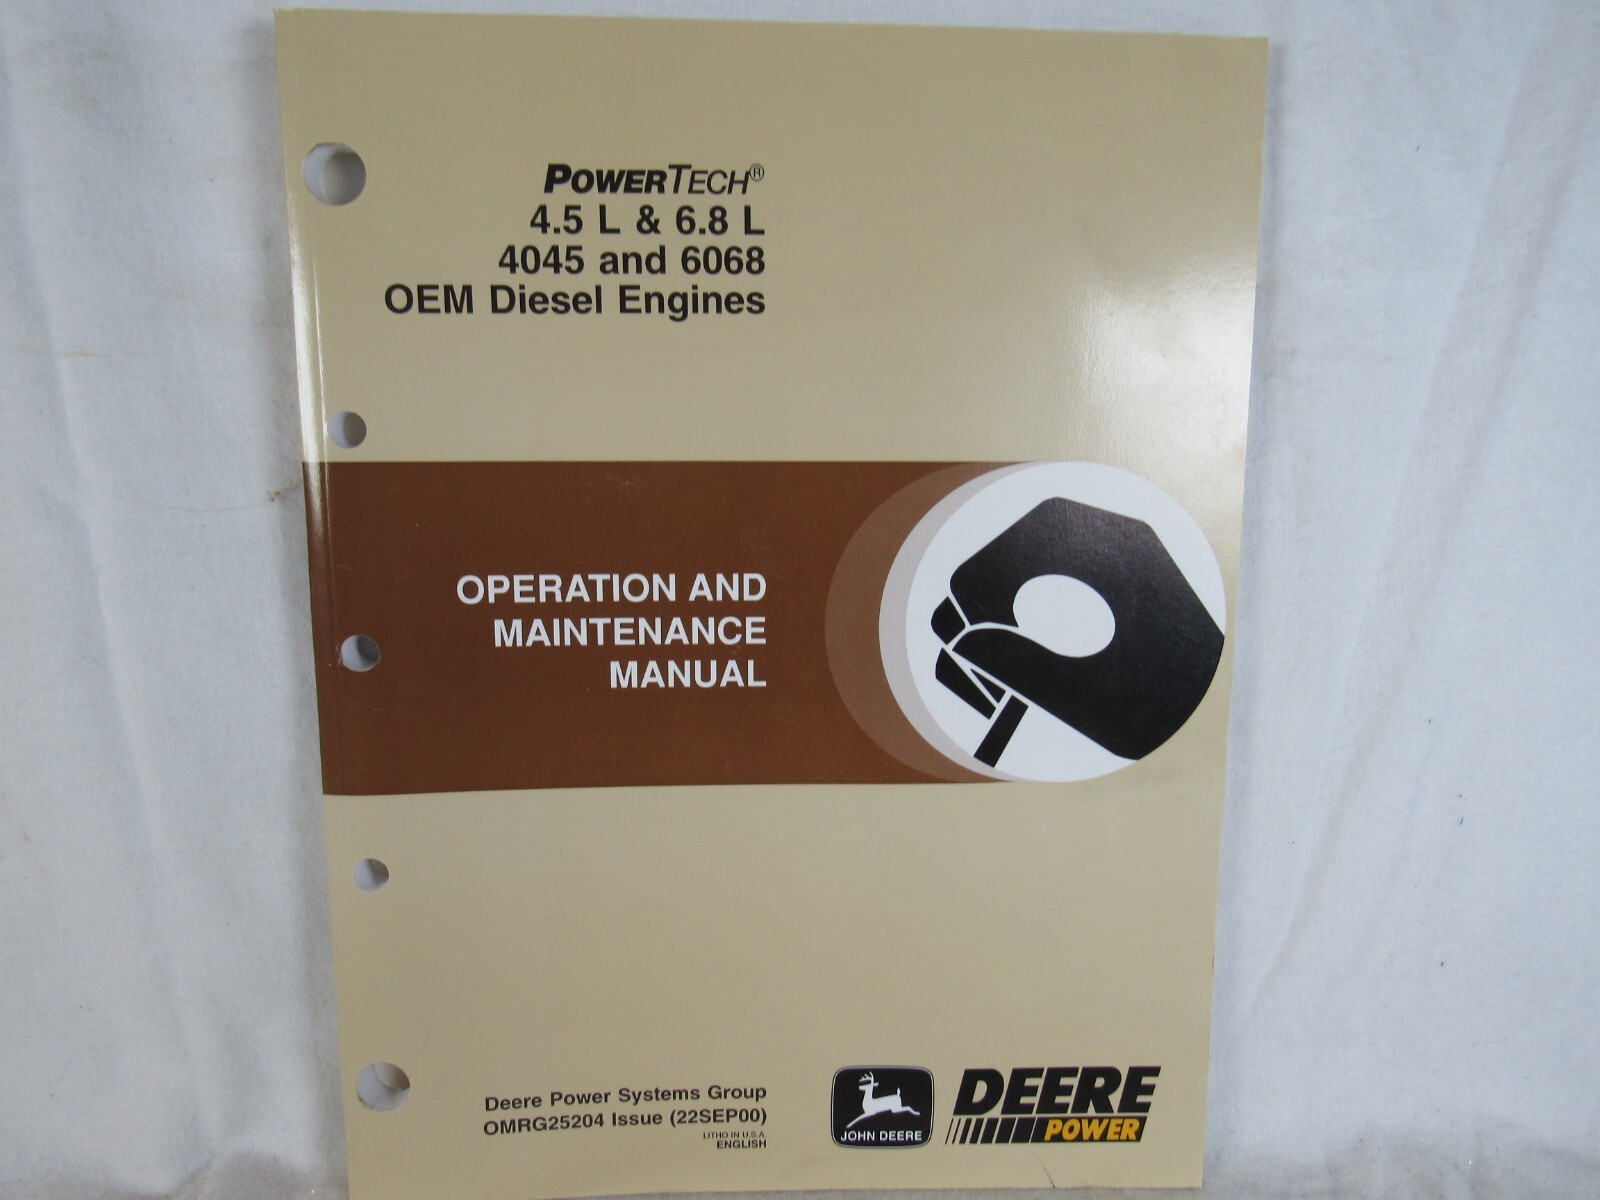 POWERTECH®
4.5 L & 6.8 L
4045 and 6068
OEM Diesel Engines
OPERATION AND
MAINTENANCE
MANUAL
Deere Power Systems Group
OMRG25204 Issue (22SEP00)
LITHO IN U.S.A.
ENGLISH
JOHN DEERE
DEERE
POWER